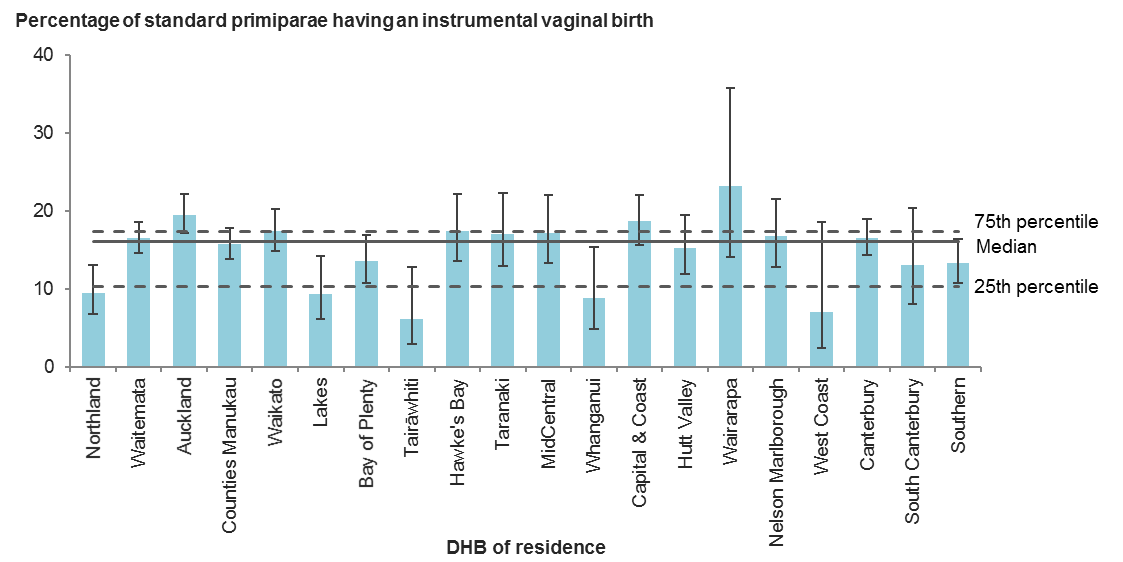 Percentage of standard primiparae having an instrumental vaginal birth
40
30
20
10
0
75th percentile
Median
25th percentile
Northland
Waitemata
Auckland
Counties Manukau
Waikato
Lakes
Bay of Plenty
Tairāwhiti
Hawke's Bay
Taranaki
MidCentral
Whanganui
Capital & Coast
Hutt Valley
Wairarapa
Nelson Marlborough
West Coast
Canterbury
South Canterbury
Southern
DHB of residence